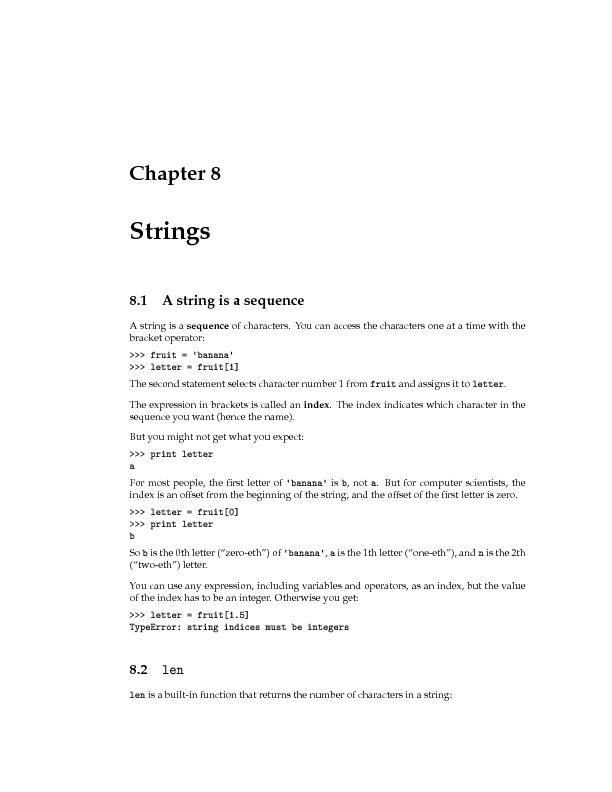 Chapter 8
Strings
8.1 A string is a sequence
A string is a sequence of characters. You can access the characters one at a time with the
bracket operator:
>>> fruit = 'banana'
>>> letter = fruit[1]
The second statement selects character number 1 from fruit and assigns it to letter.
The expression in brackets is called an index. The index indicates which character in the
sequence you want (hence the name).
But you might not get what you expect:
>>> print letter
a
For most people, the first letter of 'banana' is b, not a. But for computer scientists, the
index is an offset from the beginning of the string, and the offset of the first letter is zero.
>>> letter = fruit[0]
>>> print letter
b
So b is the 0th letter (“zero-eth”) of 'banana', a is the 1th letter (“one-eth”), and n is the 2th
(“two-eth”) letter.
You can use any expression, including variables and operators, as an index, but the value
of the index has to be an integer. Otherwise you get:
>>> letter = fruit[1.5]
TypeError: string indices must be integers
8.2 len
len is a built-in function that returns the number of characters in a string: